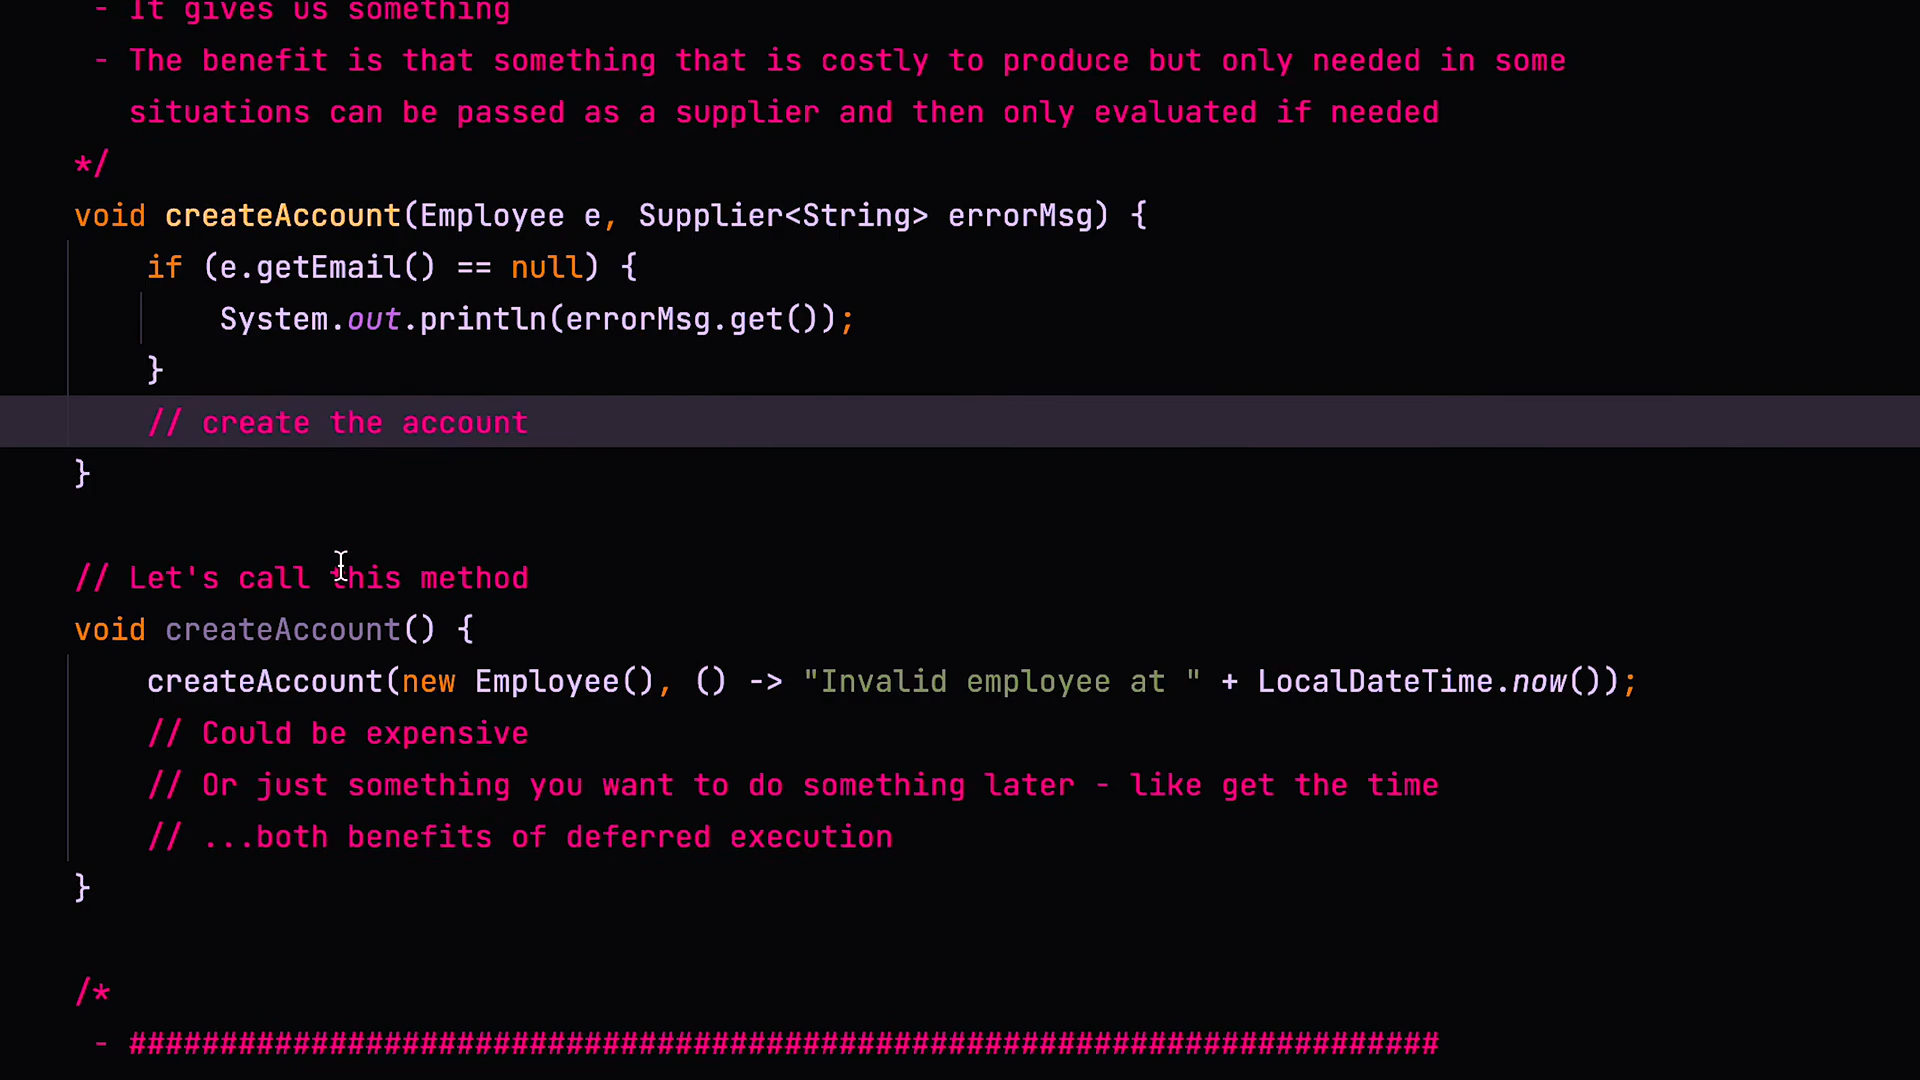 - It gives us something
- The benefit is that something that is costly to produce but only needed in some
situations can be passed as a supplier and then only evaluated if needed
*/
void createAccount(Employee e, Supplier<String> errorMsg) {
if (e.getEmail() == null) {
System.out.println(errorMsg.get());
}
// create the account
}
// Let's call this method
void createAccount() {
createAccount(new Employee(), () -> "Invalid employee at " + LocalDateTime.now());
// Could be expensive
// Or just something you want to do something later - like get the time
// ...both benefits of deferred execution
}
/*
- ########################################################################